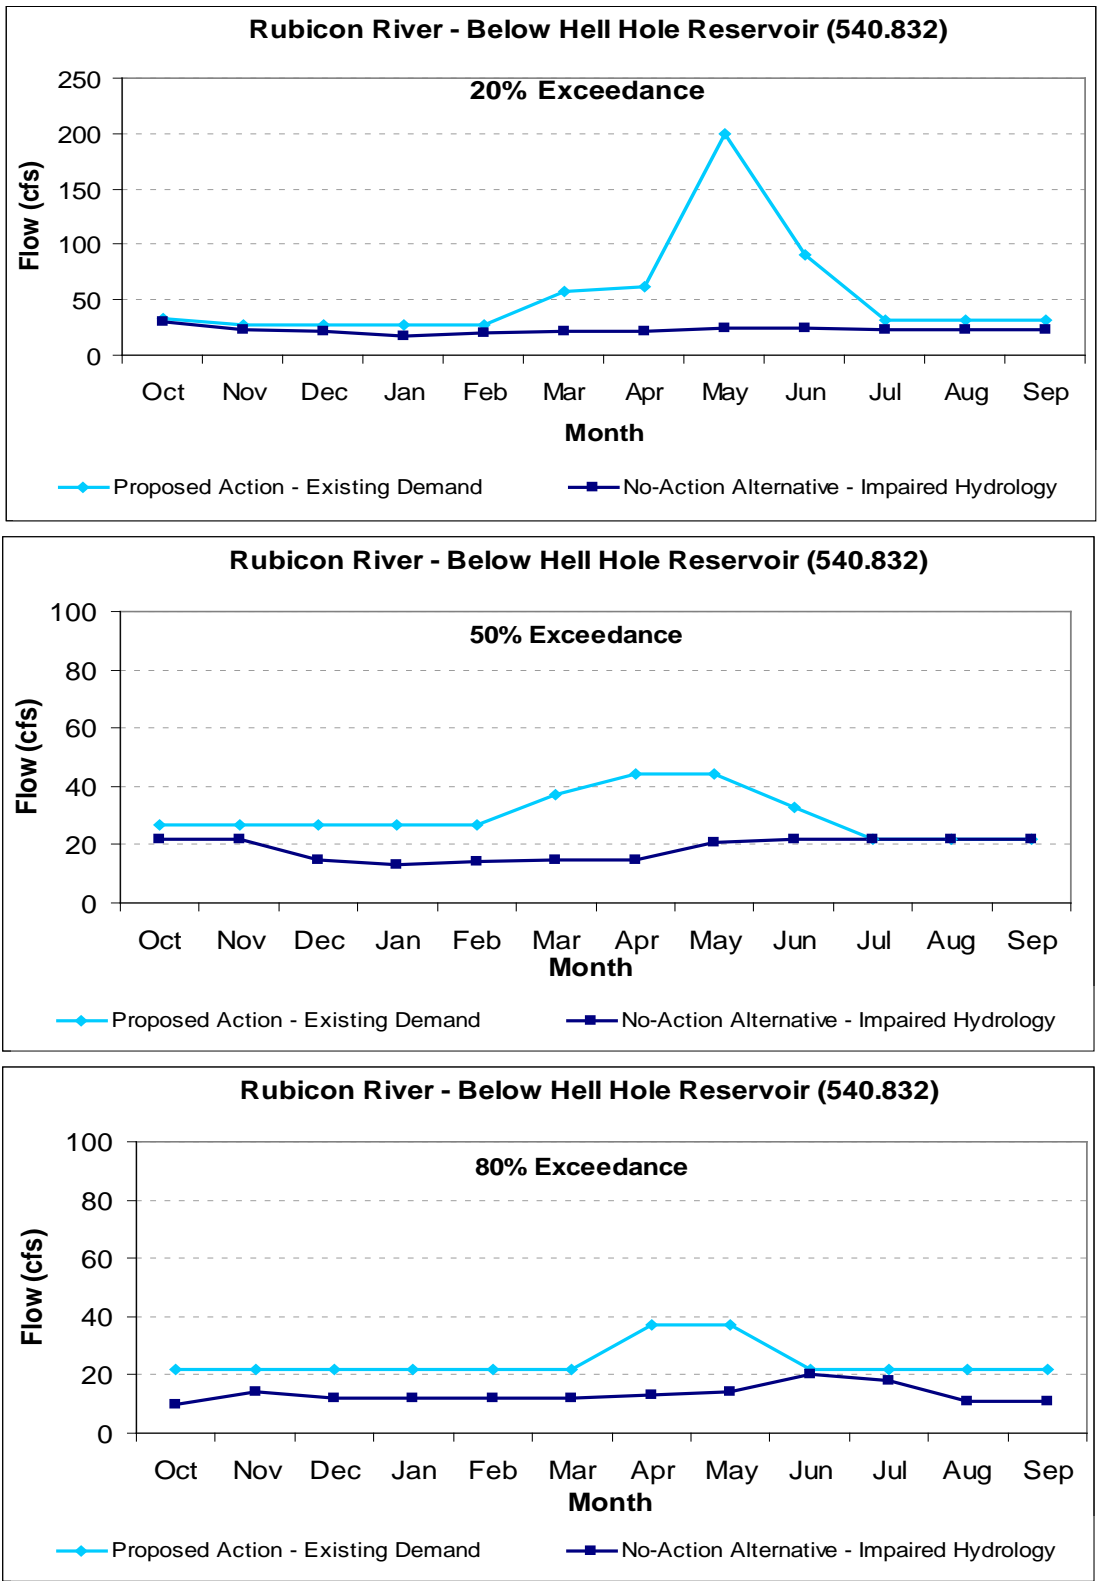 Rubicon River - Below Hell Hole Reservoir (540.832)
20% Exceedance
250
200
150
100
50
0
Flow (cfs)
Oct Nov Dec Jan Feb Mar Apr May Jun Jul Aug Sep
Month
Proposed Action - Existing Demand No-Action Alternative - Impaired Hydrology
Rubicon River - Below Hell Hole Reservoir (540.832)
50% Exceedance
100
80
60
40
20
0
Flow (cfs)
Oct Nov Dec Jan Feb Mar Apr May Jun Jul Aug Sep
Month
Proposed Action - Existing Demand No-Action Alternative - Impaired Hydrology
Rubicon River - Below Hell Hole Reservoir (540.832)
80% Exceedance
100
80
60
40
20
0
Flow (cfs)
Oct Nov Dec Jan Feb Mar Apr May Jun Jul Aug Sep
Month
Proposed Action - Existing Demand No-Action Alternative - Impaired Hydrology